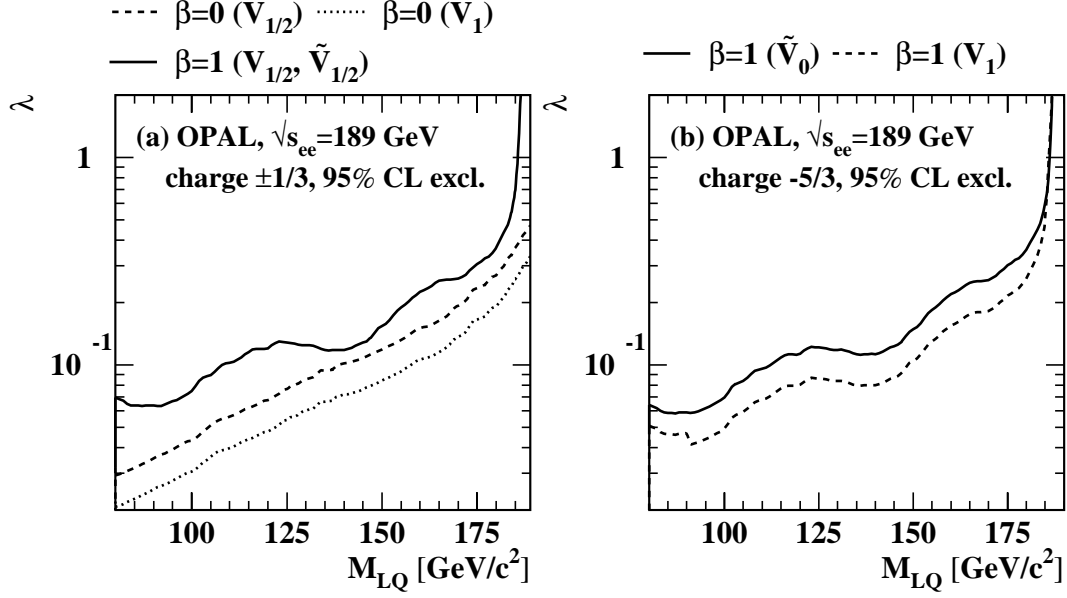 β=0 (V₁/₂) β=0 (V₁)
β=1 (V₁/₂, Ṽ₁/₂)
λ
(a) OPAL, √sₑₑ=189 GeV
charge ±1/3, 95% CL excl.
1
10⁻¹
100 125 150 175
M_LQ [GeV/c²]
β=1 (Ṽ₀) β=1 (V₁)
λ
(b) OPAL, √sₑₑ=189 GeV
charge -5/3, 95% CL excl.
1
10⁻¹
100 125 150 175
M_LQ [GeV/c²]